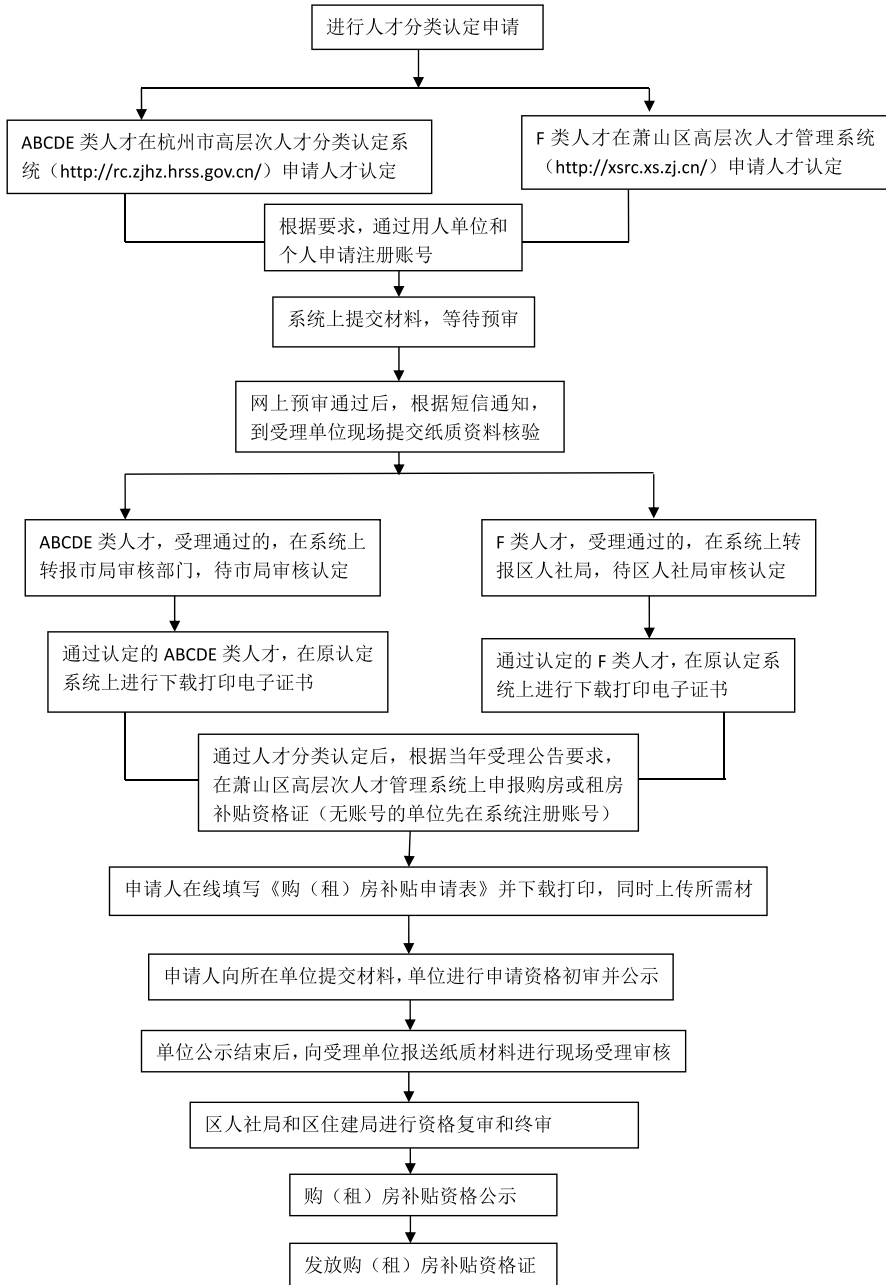 进行人才分类认定申请
ABCDE 类人才在杭州市高层次人才分类认定系
统（http://rc.zjhz.hrss.gov.cn/）申请人才认定
F 类人才在萧山区高层次人才管理系统
（http://xsrc.xs.zj.cn/）申请人才认定
根据要求，通过用人单位和
个人申请注册账号
系统上提交材料，等待预审
网上预审通过后，根据短信通知，
到受理单位现场提交纸质资料核验
ABCDE 类人才，受理通过的，在系统上
转报市局审核部门，待市局审核认定
F 类人才，受理通过的，在系统上转
报区人社局，待区人社局审核认定
通过认定的 ABCDE 类人才，在原认定
系统上进行下载打印电子证书
通过认定的 F 类人才，在原认定系
统上进行下载打印电子证书
通过人才分类认定后，根据当年受理公告要求，
在萧山区高层次人才管理系统上申报购房或租房
补贴资格证（无账号的单位先在系统注册账号）
申请人在线填写《购（租）房补贴申请表》并下载打印，同时上传所需材
申请人向所在单位提交材料，单位进行申请资格初审并公示
单位公示结束后，向受理单位报送纸质材料进行现场受理审核
区人社局和区住建局进行资格复审和终审
购（租）房补贴资格公示
发放购（租）房补贴资格证